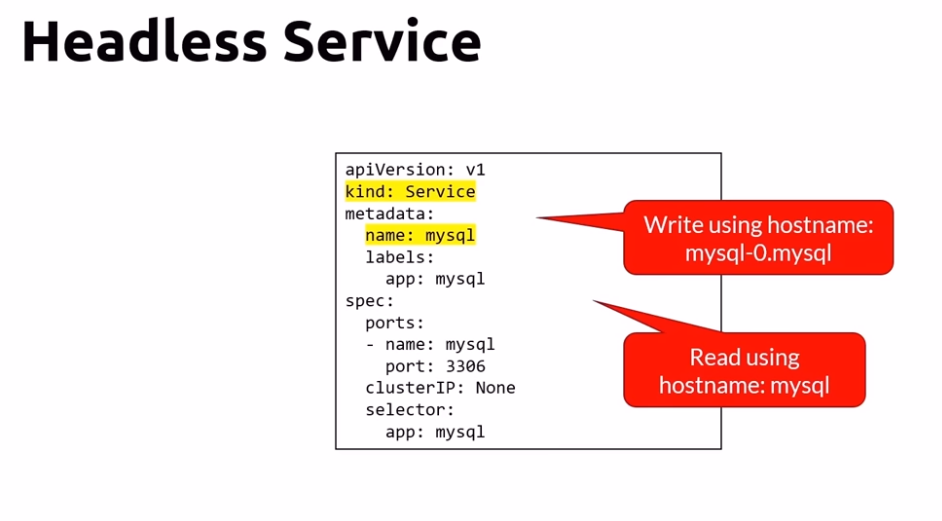 Headless Service
apiVersion: v1
kind: Service
metadata:
  name: mysql
  labels:
    app: mysql
spec:
  ports:
  - name: mysql
    port: 3306
  clusterIP: None
  selector:
    app: mysql
Write using hostname:
mysql-0.mysql
Read using
hostname: mysql